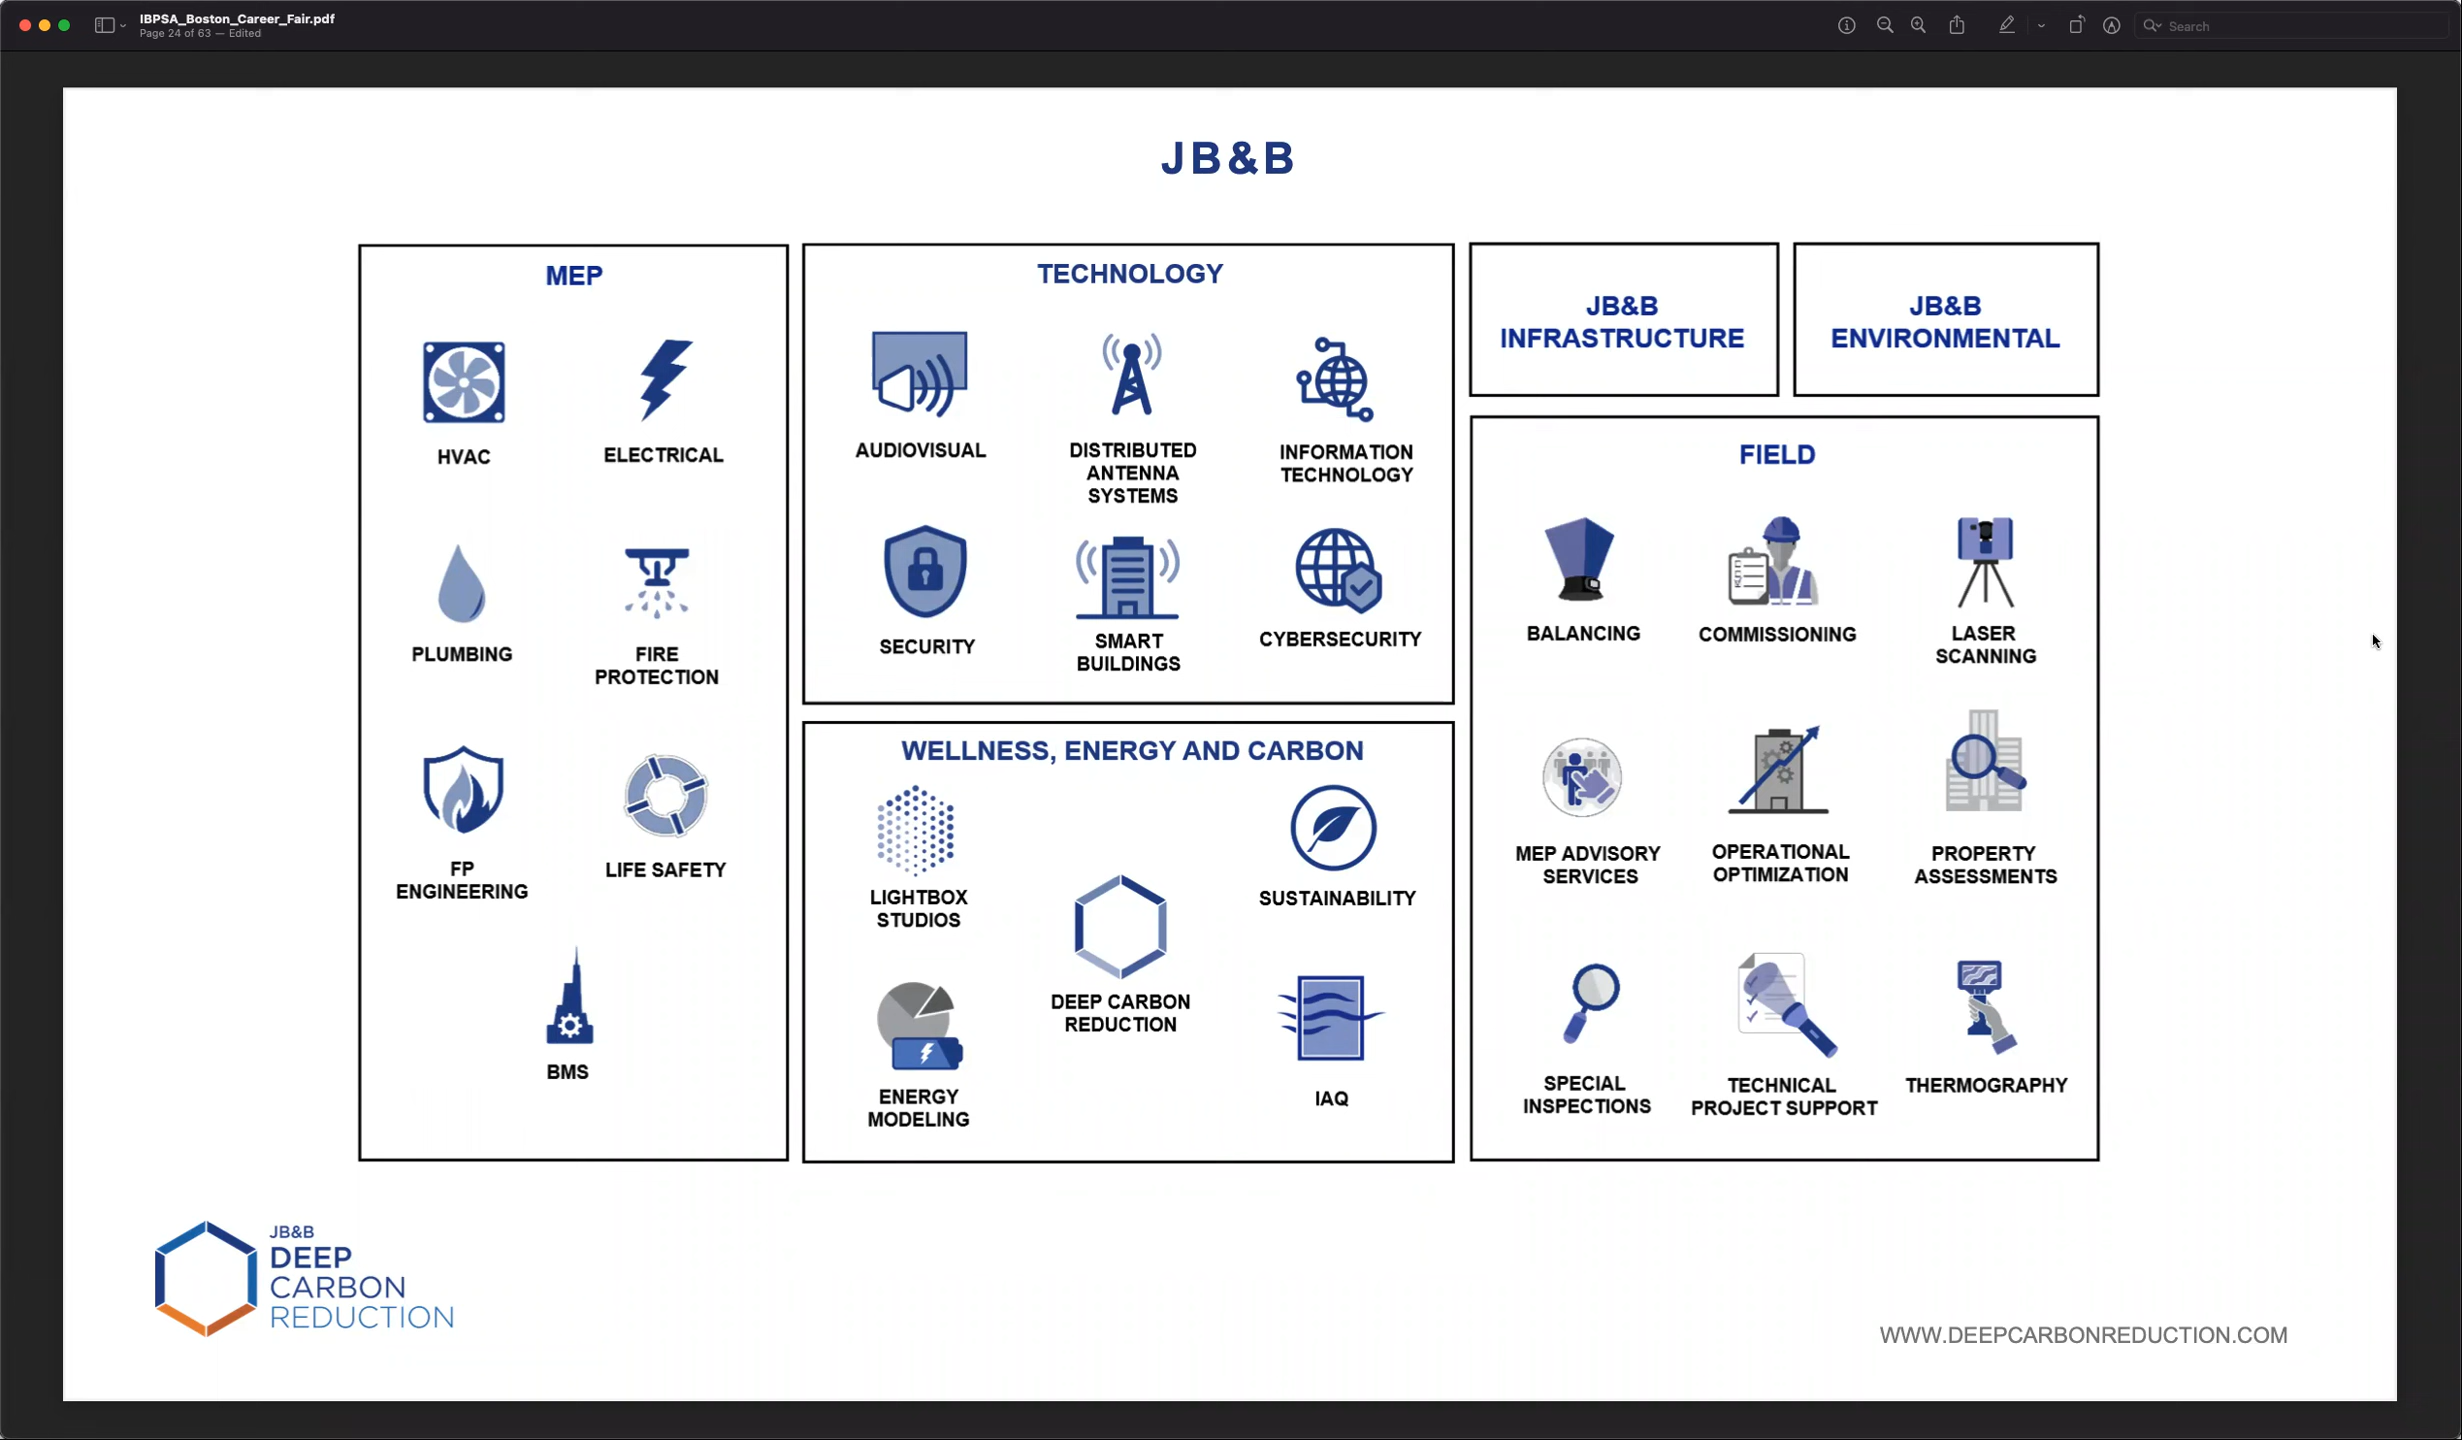 IBPSA_Boston_Career_Fair.pdf
Page 24 of 63 — Edited
Search
JB&B
MEP
HVAC
ELECTRICAL
PLUMBING
FIRE
PROTECTION
FP
ENGINEERING
LIFE SAFETY
BMS
TECHNOLOGY
AUDIOVISUAL
DISTRIBUTED
ANTENNA
SYSTEMS
INFORMATION
TECHNOLOGY
SECURITY
SMART
BUILDINGS
CYBERSECURITY
WELLNESS, ENERGY AND CARBON
LIGHTBOX
STUDIOS
SUSTAINABILITY
DEEP CARBON
REDUCTION
ENERGY
MODELING
IAQ
JB&B
INFRASTRUCTURE
JB&B
ENVIRONMENTAL
FIELD
BALANCING
COMMISSIONING
LASER
SCANNING
MEP ADVISORY
SERVICES
OPERATIONAL
OPTIMIZATION
PROPERTY
ASSESSMENTS
SPECIAL
INSPECTIONS
TECHNICAL
PROJECT SUPPORT
THERMOGRAPHY
JB&B
DEEP
CARBON
REDUCTION
WWW.DEEPCARBONREDUCTION.COM